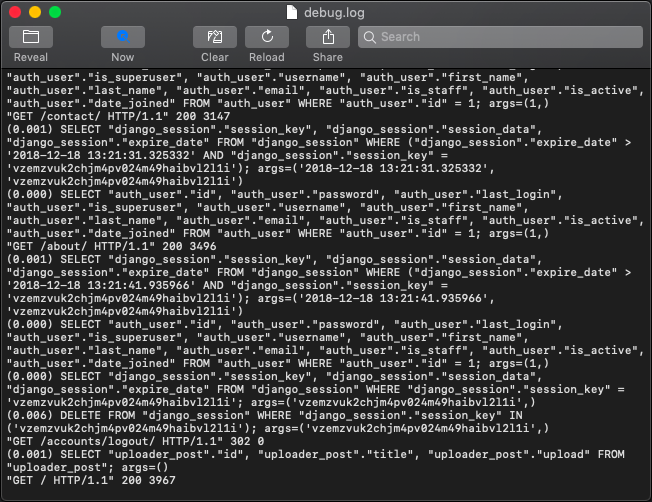 debug.log
Reveal
Now
Clear
Reload
Share
Search
"auth_user"."is_superuser", "auth_user"."username", "auth_user"."first_name",
"auth_user"."last_name", "auth_user"."email", "auth_user"."is_staff", "auth_user"."is_active",
"auth_user"."date_joined" FROM "auth_user" WHERE "auth_user"."id" = 1; args=(1,)
"GET /contact/ HTTP/1.1" 200 3147
(0.001) SELECT "django_session"."session_key", "django_session"."session_data",
"django_session"."expire_date" FROM "django_session" WHERE ("django_session"."expire_date" >
'2018-12-18 13:21:31.325332' AND "django_session"."session_key" =
'vzemzvuk2chjm4pv024m49haibvl2l1i'); args=('2018-12-18 13:21:31.325332',
'vzemzvuk2chjm4pv024m49haibvl2l1i')
(0.000) SELECT "auth_user"."id", "auth_user"."password", "auth_user"."last_login",
"auth_user"."is_superuser", "auth_user"."username", "auth_user"."first_name",
"auth_user"."last_name", "auth_user"."email", "auth_user"."is_staff", "auth_user"."is_active",
"auth_user"."date_joined" FROM "auth_user" WHERE "auth_user"."id" = 1; args=(1,)
"GET /about/ HTTP/1.1" 200 3496
(0.001) SELECT "django_session"."session_key", "django_session"."session_data",
"django_session"."expire_date" FROM "django_session" WHERE ("django_session"."expire_date" >
'2018-12-18 13:21:41.935966' AND "django_session"."session_key" =
'vzemzvuk2chjm4pv024m49haibvl2l1i'); args=('2018-12-18 13:21:41.935966',
'vzemzvuk2chjm4pv024m49haibvl2l1i')
(0.000) SELECT "auth_user"."id", "auth_user"."password", "auth_user"."last_login",
"auth_user"."is_superuser", "auth_user"."username", "auth_user"."first_name",
"auth_user"."last_name", "auth_user"."email", "auth_user"."is_staff", "auth_user"."is_active",
"auth_user"."date_joined" FROM "auth_user" WHERE "auth_user"."id" = 1; args=(1,)
(0.000) SELECT "django_session"."session_key", "django_session"."session_data",
"django_session"."expire_date" FROM "django_session" WHERE "django_session"."session_key" =
'vzemzvuk2chjm4pv024m49haibvl2l1i'; args=('vzemzvuk2chjm4pv024m49haibvl2l1i',)
(0.006) DELETE FROM "django_session" WHERE "django_session"."session_key" IN
('vzemzvuk2chjm4pv024m49haibvl2l1i'); args=('vzemzvuk2chjm4pv024m49haibvl2l1i',)
"GET /accounts/logout/ HTTP/1.1" 302 0
(0.001) SELECT "uploader_post"."id", "uploader_post"."title", "uploader_post"."upload" FROM
"uploader_post"; args=()
"GET / HTTP/1.1" 200 3967